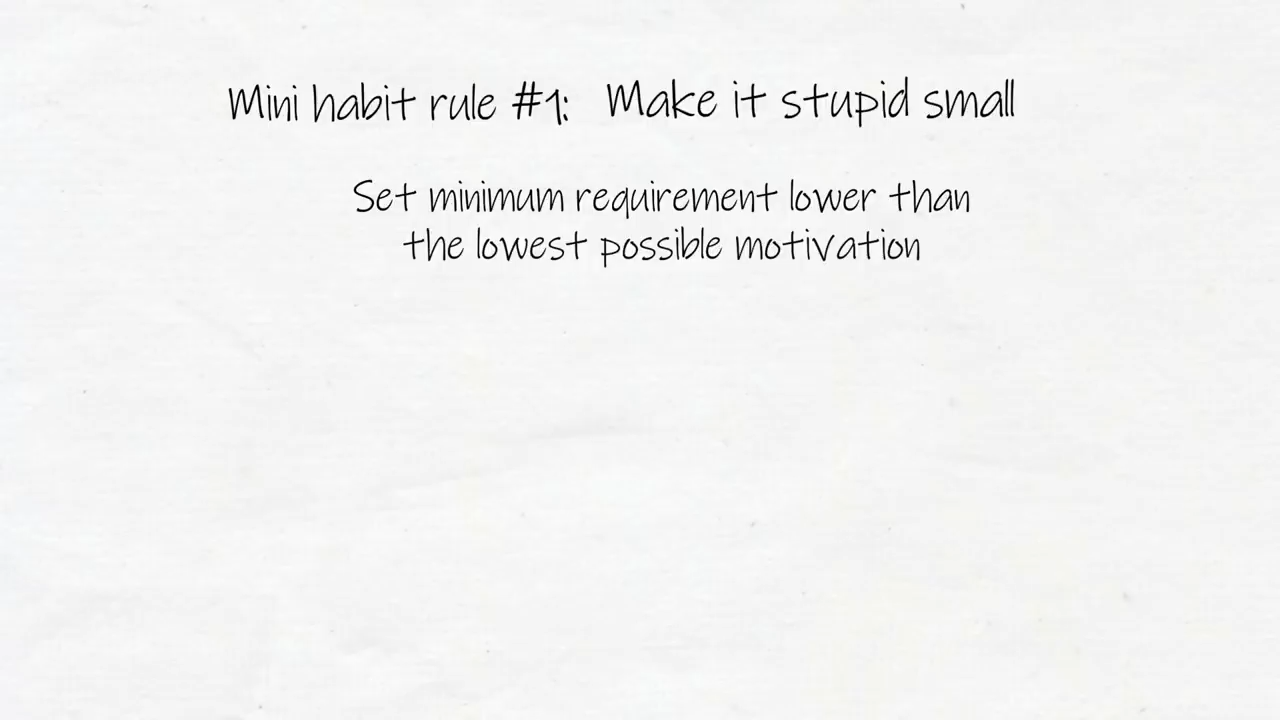 Mini habit rule #1: Make it stupid small
Set minimum requirement lower than
the lowest possible motivation